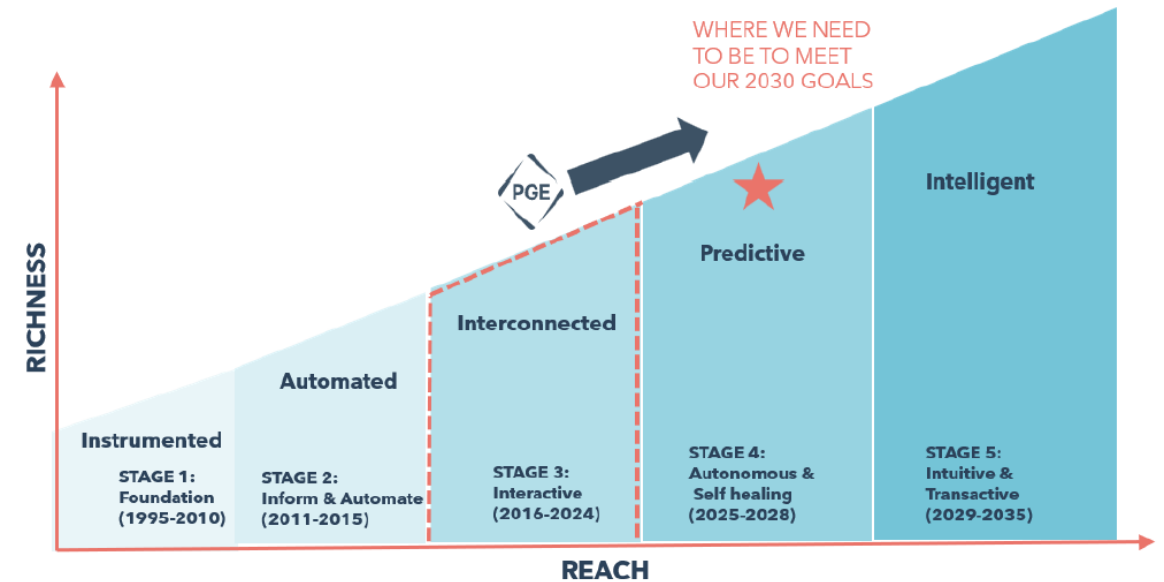 WHERE WE NEED
TO BE TO MEET
OUR 2030 GOALS
PGE
RICHNESS
Instrumented
STAGE 1:
Foundation
(1995-2010)
Automated
STAGE 2:
Inform & Automate
(2011-2015)
Interconnected
STAGE 3:
Interactive
(2016-2024)
Predictive
STAGE 4:
Autonomous &
Self healing
(2025-2028)
Intelligent
STAGE 5:
Intuitive &
Transactive
(2029-2035)
REACH